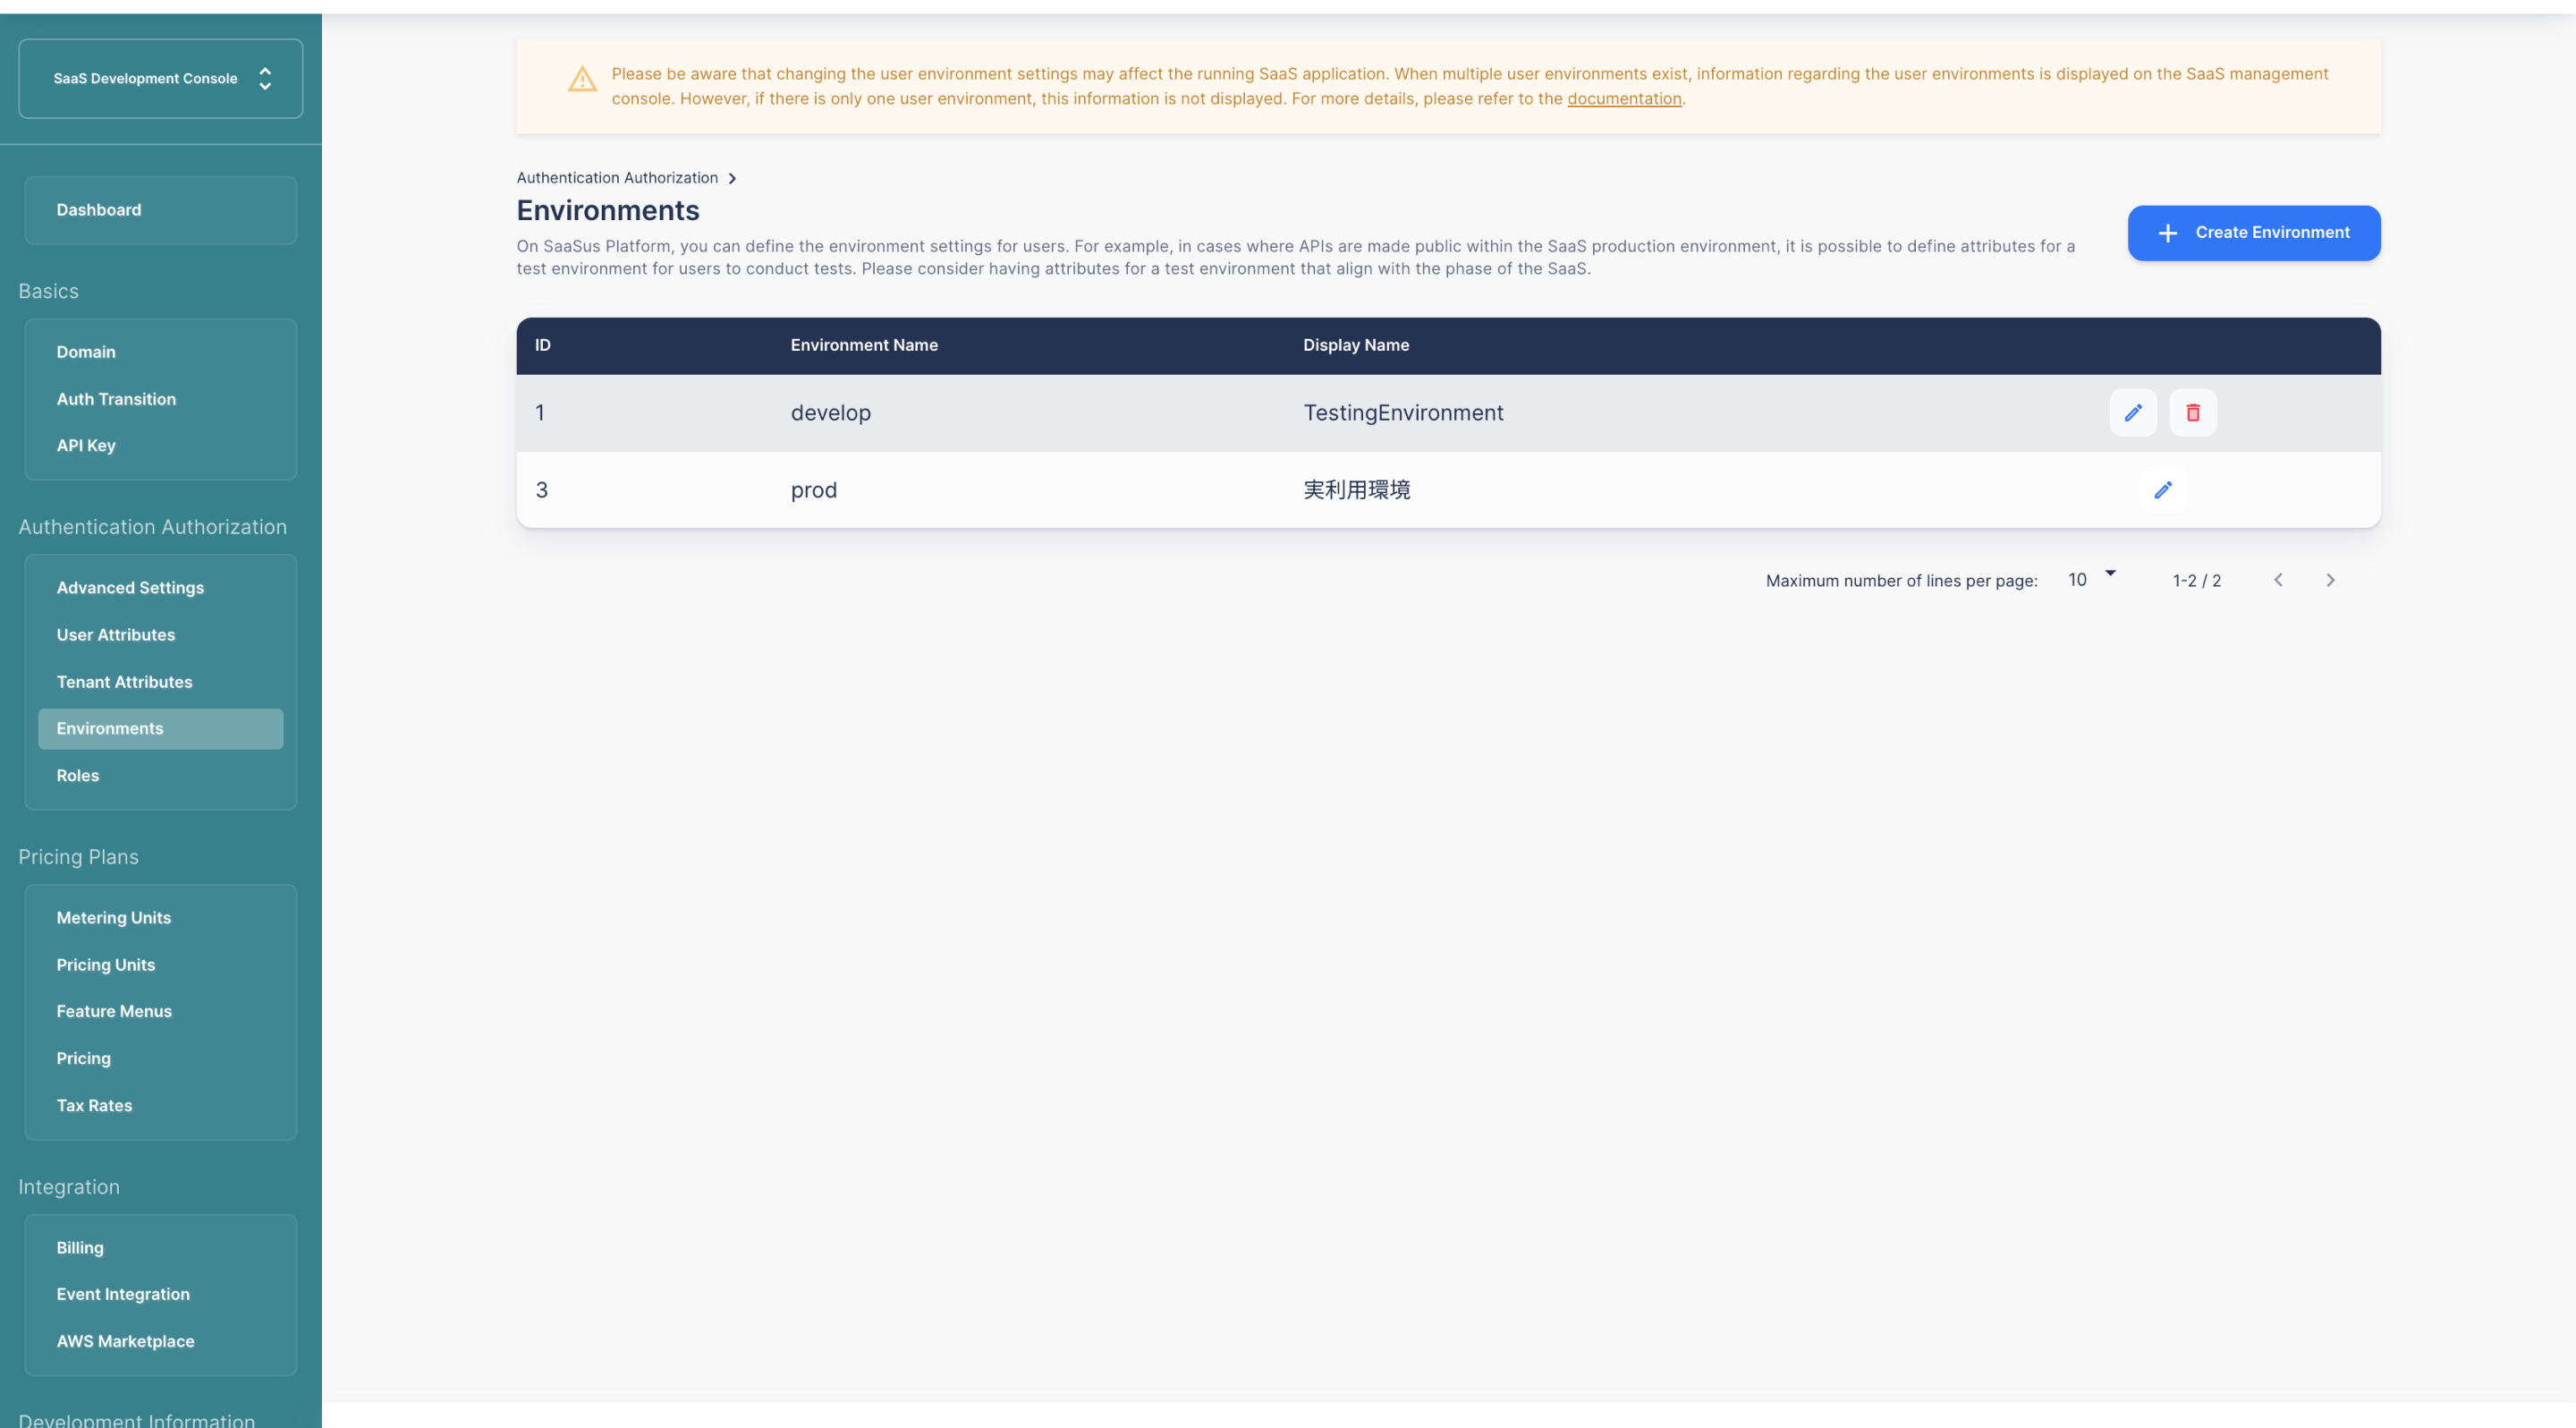 SaaS Development Console
Dashboard
Basics
Domain
Auth Transition
API Key
Authentication Authorization
Advanced Settings
User Attributes
Tenant Attributes
Environments
Roles
Pricing Plans
Metering Units
Pricing Units
Feature Menus
Pricing
Tax Rates
Integration
Billing
Event Integration
AWS Marketplace
Development Information
Please be aware that changing the user environment settings may affect the running SaaS application. When multiple user environments exist, information regarding the user environments is displayed on the SaaS management
console. However, if there is only one user environment, this information is not displayed. For more details, please refer to the documentation.
Authentication Authorization
Environments
On SaaSus Platform, you can define the environment settings for users. For example, in cases where APIs are made public within the SaaS production environment, it is possible to define attributes for a
test environment for users to conduct tests. Please consider having attributes for a test environment that align with the phase of the SaaS.
Create Environment
ID Environment Name Display Name
1 develop TestingEnvironment
3 prod 実利用環境
Maximum number of lines per page: 10 1-2 / 2